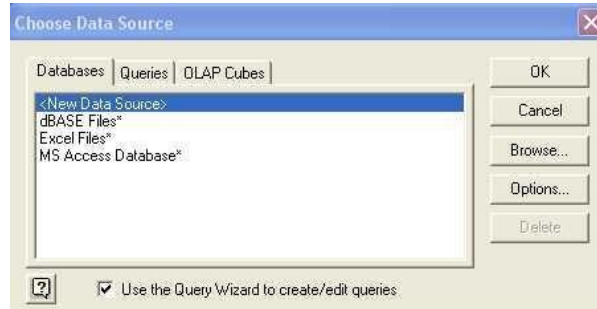 Choose Data Source
Databases Queries OLAP Cubes
<New Data Source>
dBASE Files*
Excel Files*
MS Access Database*
OK
Cancel
Browse...
Options...
Delete
Use the Query Wizard to create/edit queries